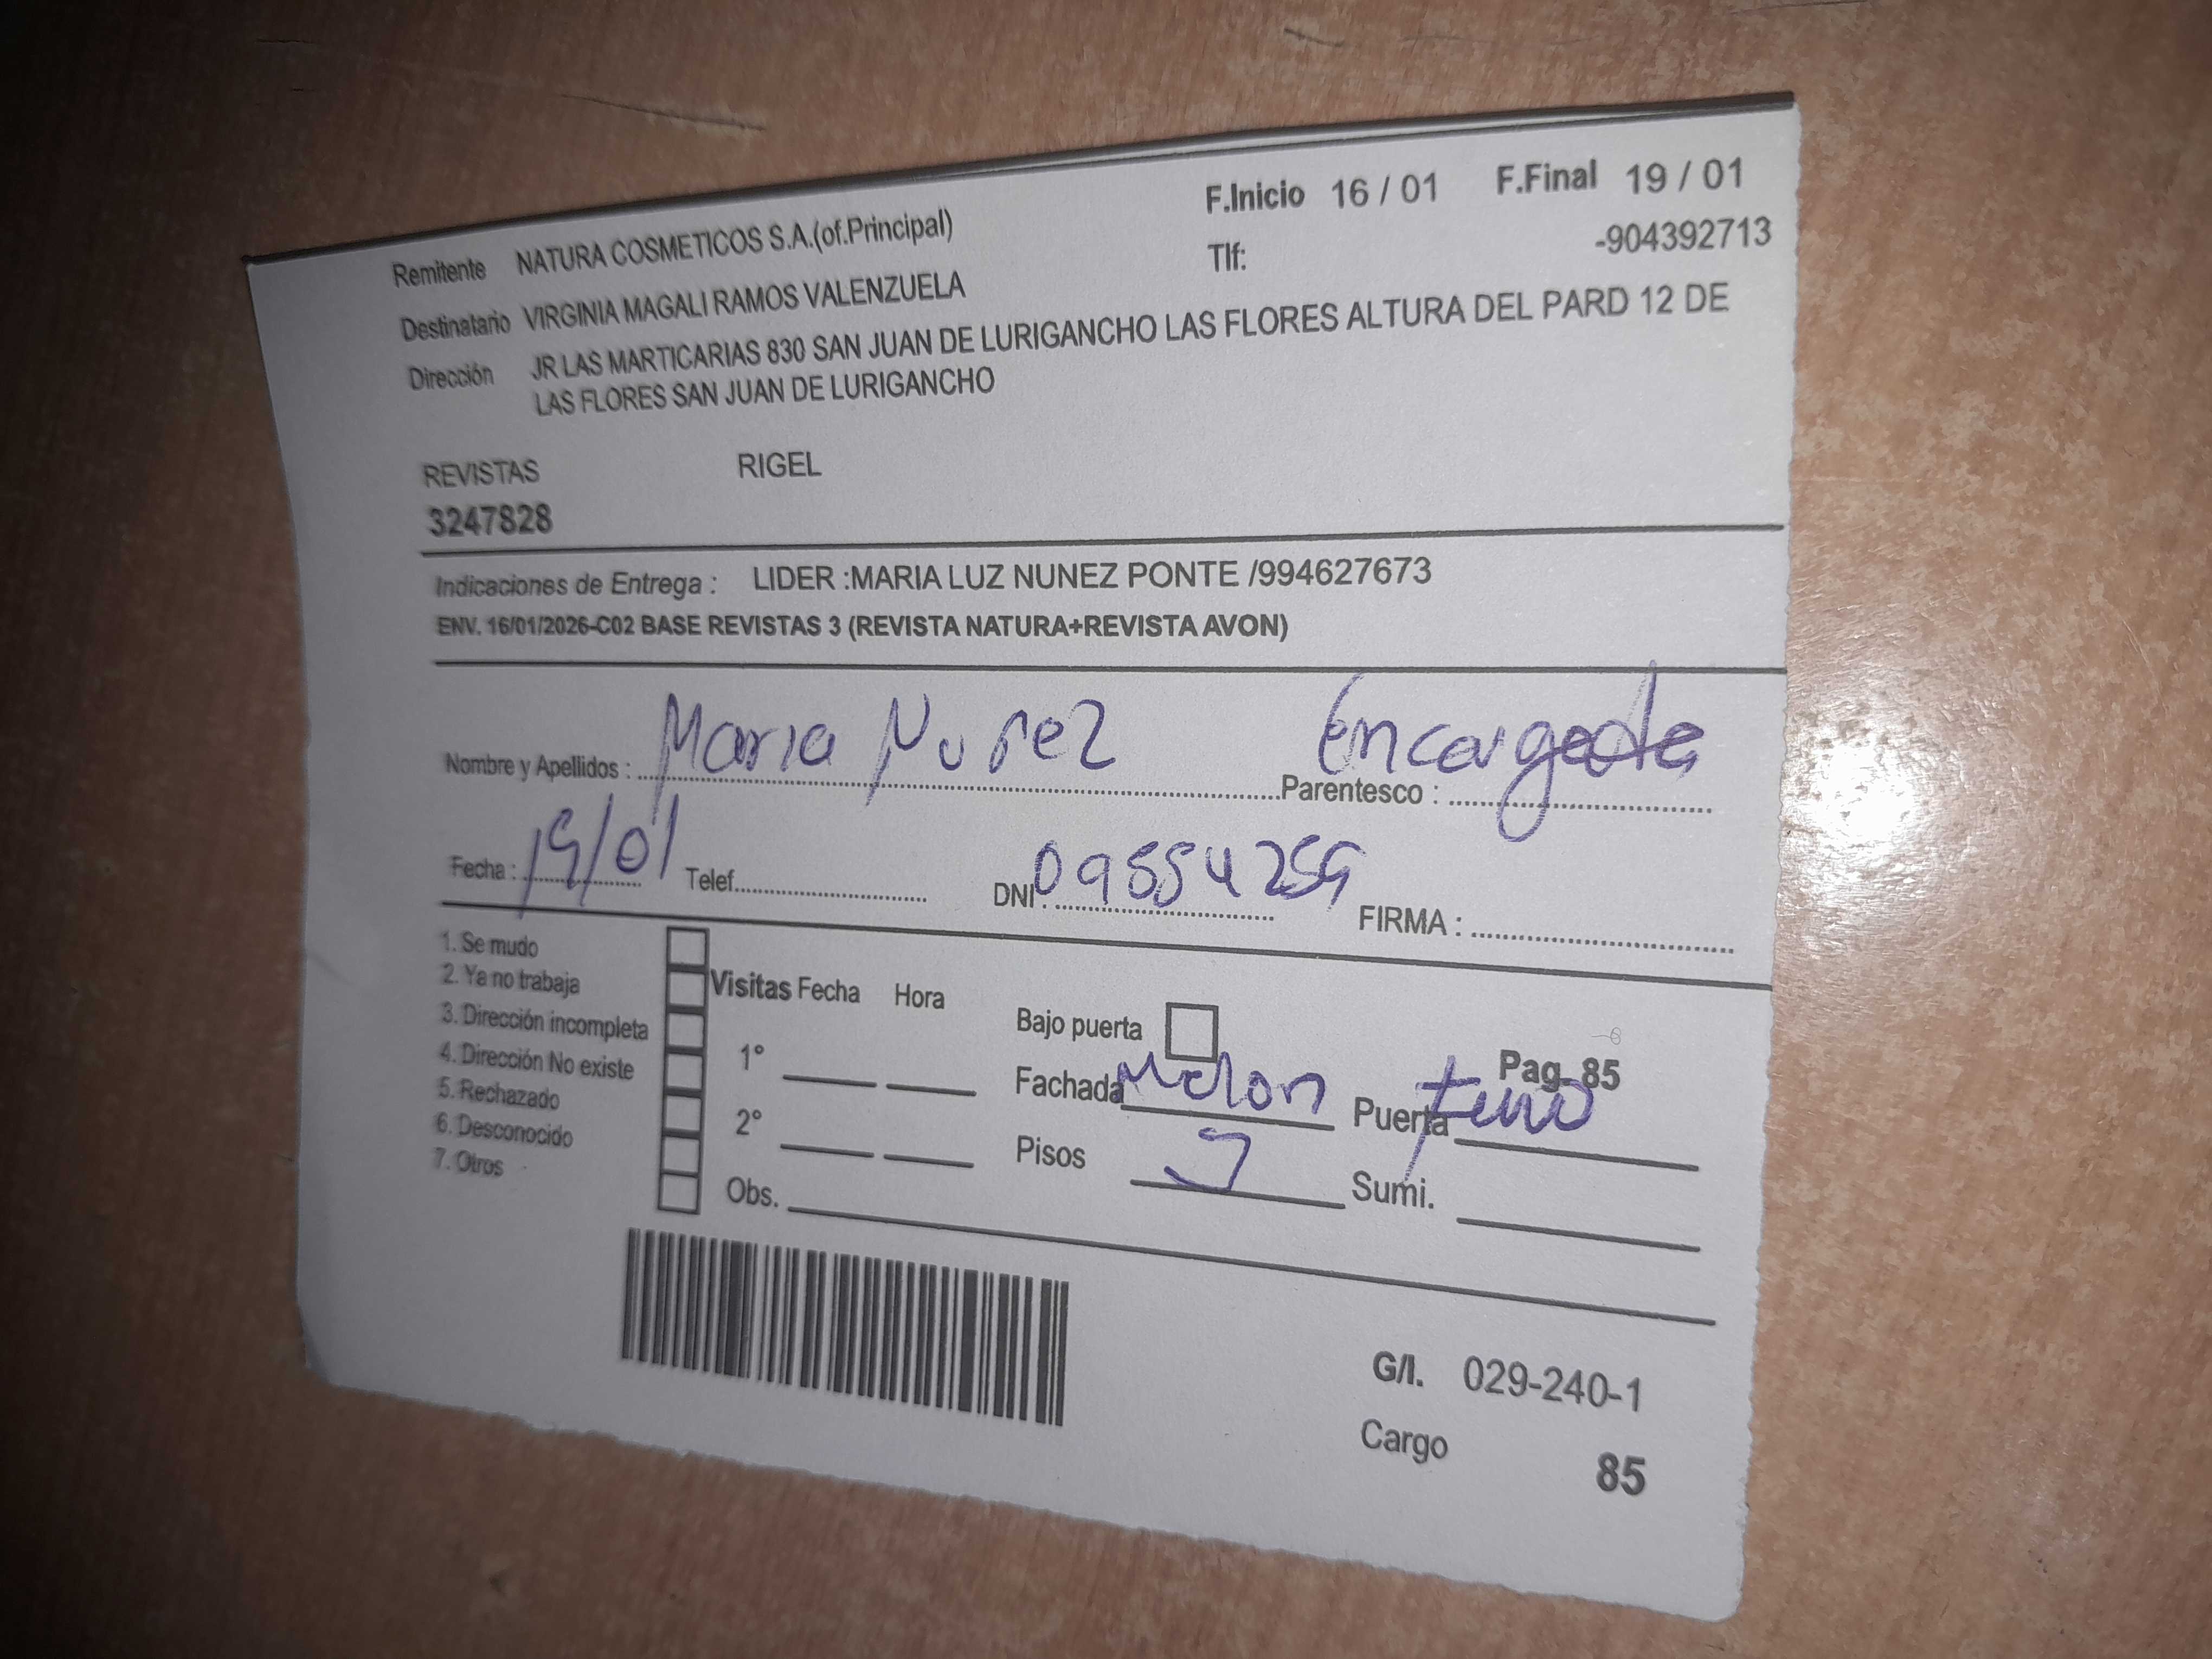 F.Inicio 16 / 01 F.Final 19 / 01
Remitente NATURA COSMETICOS S.A.(of.Principal) Tlf: -904392713
Destinatario VIRGINIA MAGALI RAMOS VALENZUELA
Dirección JR LAS MARTICARIAS 830 SAN JUAN DE LURIGANCHO LAS FLORES ALTURA DEL PARD 12 DE
LAS FLORES SAN JUAN DE LURIGANCHO
REVISTAS RIGEL
3247828
Indicaciones de Entrega : LIDER :MARIA LUZ NUNEZ PONTE /994627673
ENV. 16/01/2026-C02 BASE REVISTAS 3 (REVISTA NATURA+REVISTA AVON)
Nombre y Apellidos : Maria Nuñez Parentesco : Encargada
Fecha : 19/01 Telef. DNI : FIRMA :
1. Se mudo
2. Ya no trabaja
3. Dirección incompleta
4. Dirección No existe
5. Rechazado
6. Desconocido
7. Otros
Visitas Fecha Hora
1°
2°
Obs.
Bajo puerta
Pag. 85
Fachada Melon Puerta
Pisos Sumi.
G/I. 029-240-1
Cargo 85